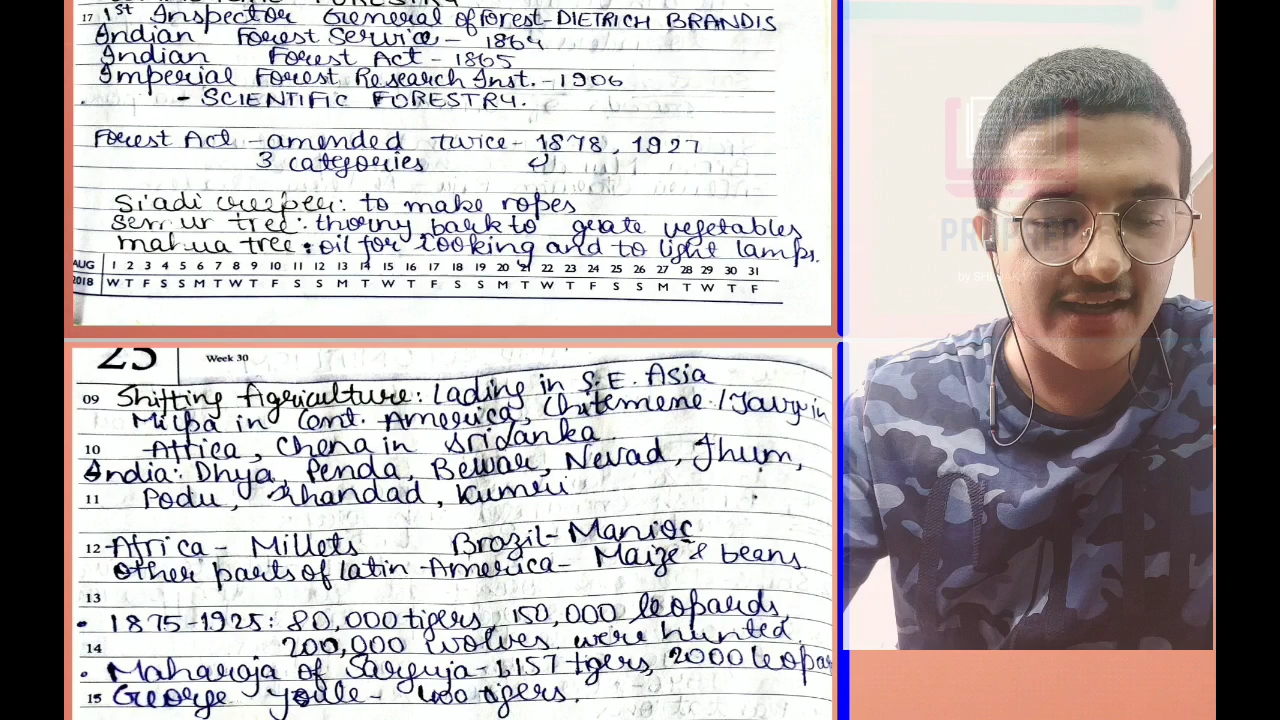 17 1st Inspector General of Forest-DIETRICH BRANDIS
Indian Forest Service - 1864
Indian Forest Act - 1865
Imperial Forest Research Inst. - 1906
- SCIENTIFIC FORESTRY.
Forest Act - amended twice - 1878, 1927
3 categories
Siadi creeper: to make ropes
Semur tree: thorny bark to grate vegetables
mahua tree: oil for cooking and to light lamps.
AUG 1 2 3 4 5 6 7 8 9 10 11 12 13 14 15 16 17 18 19 20 21 22 23 24 25 26 27 28 29 30 31
2018 W T F S S M T W T F S S M T W T F S S M T W T F S S M T W T F
25 Week 30
09 Shifting Agriculture: Lading in S.E. Asia
Milpa in Cent. America, Chitemene / Tavy in
10 Africa, Chena in Srilanka
India: Dhya, Penda, Bewar, Nevad, Jhum,
11 Podu, Khandad, Kumri
12 Africa - Millets Brazil - Manioc
other parts of latin America - Maize & beans.
13
• 1875-1925: 80,000 tigers, 150,000 leopards,
14 200,000 wolves were hunted
• Maharaja of Sarguja - 1,157 tigers, 2000 leopa
15 George Yule - 400 tigers.
PREP
by SH